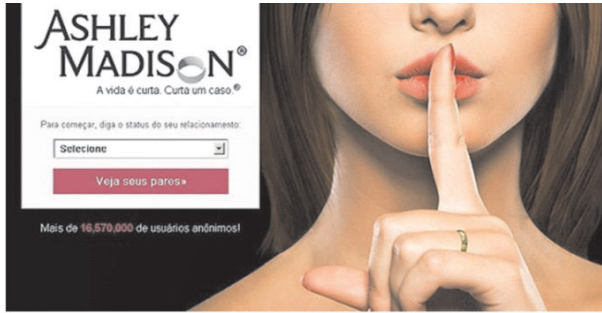 ASHLEY
MADISON®
A vida é curta. Curta um caso.®
Para começar, diga o status do seu relacionamento:
Selecione
Veja seus pares»
Mais de 16,570,000 de usuários anônimos!